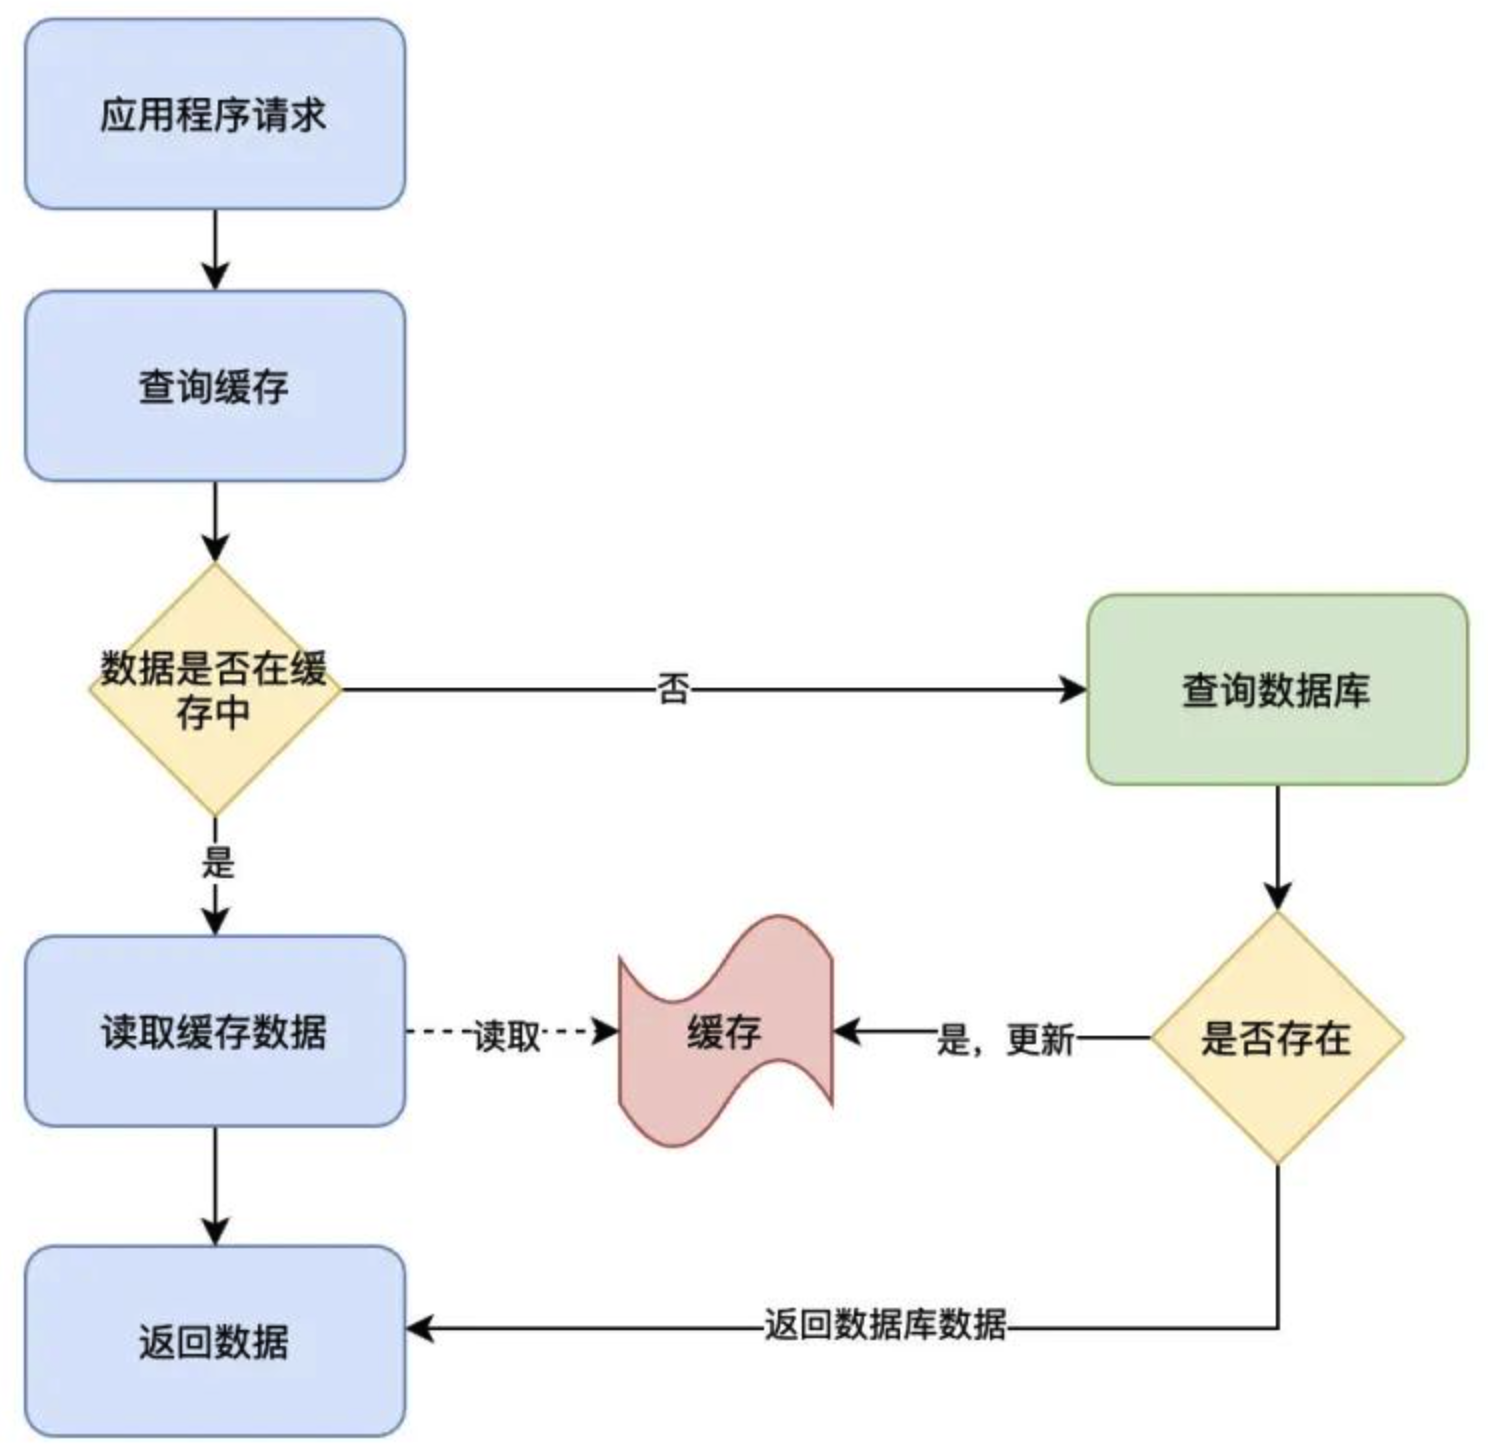 应用程序请求
查询缓存
数据是否在缓
存中
否
查询数据库
是
读取缓存数据
读取
缓存
是，更新
是否存在
返回数据库数据
返回数据